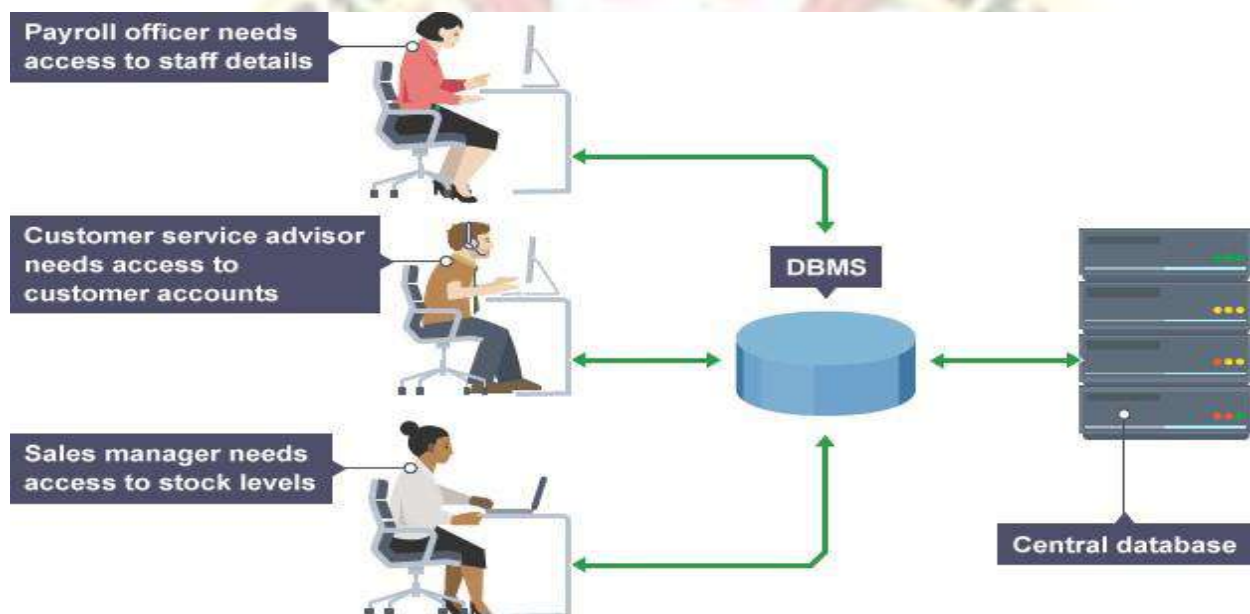 Payroll officer needs
access to staff details
Customer service advisor
needs access to
customer accounts
DBMS
Sales manager needs
access to stock levels
Central database